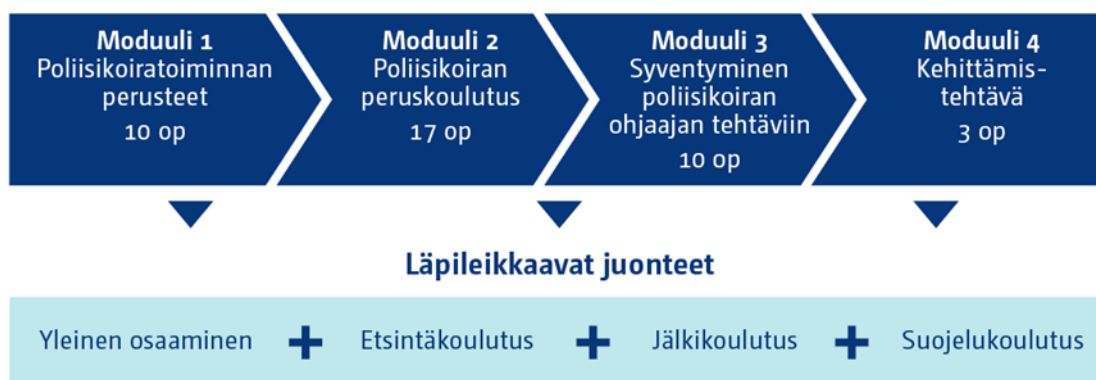 Moduuli 1
Poliisikoiratoiminnan
perusteet
10 op
Moduuli 2
Poliisikoiran
peruskoulutus
17 op
Moduuli 3
Syventyminen
poliisikoiran
ohjaajan tehtäviin
10 op
Moduuli 4
Kehittämis-
tehtävä
3 op
Läpileikkaavat juonteet
Yleinen osaaminen + Etsintäkoulutus + Jälkikoulutus + Suojelukoulutus